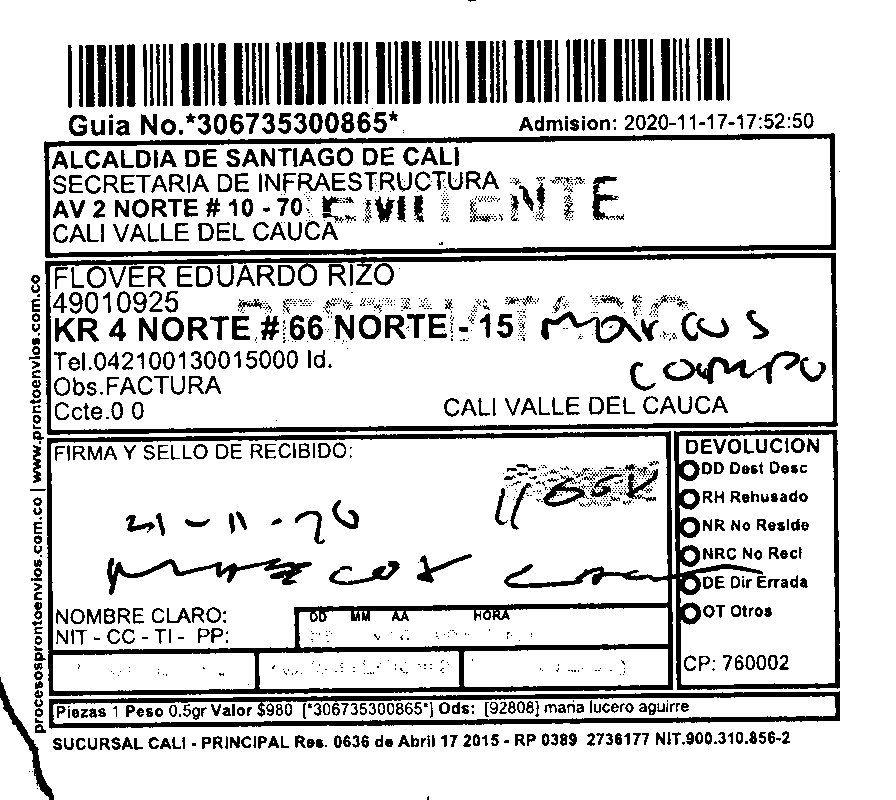 Guia No.*306735300865*
Admision: 2020-11-17-17:52:50
ALCALDIA DE SANTIAGO DE CALI
SECRETARIA DE INFRAESTRUCTURA
AV 2 NORTE # 10 - 70
CALI VALLE DEL CAUCA
FLOVER EDUARDO RIZO
49010925
DESTINATARIO
KR 4 NORTE # 66 NORTE - 15
Marcos
Campo
Tel.042100130015000 Id.
Obs.FACTURA
Ccte.0 0
CALI VALLE DEL CAUCA
www.prontoenvios.com.co
procesosprontoenvios.com.co
FIRMA Y SELLO DE RECIBIDO:
21-11-20
NOMBRE CLARO:
NIT - CC - TI - PP:
DD MM AA HORA
DEVOLUCION
DD Dest Desc
RH Rehusado
NR No Reside
NRC No Recl
DE Dir Errada
OT Otros
CP: 760002
Piezas 1 Peso 0.5gr Valor $980 [*306735300865*] Ods: [92808] maria lucero aguirre
SUCURSAL CALI - PRINCIPAL Res. 0636 de Abril 17 2015 - RP 0389 2736177 NIT.900.310.856-2